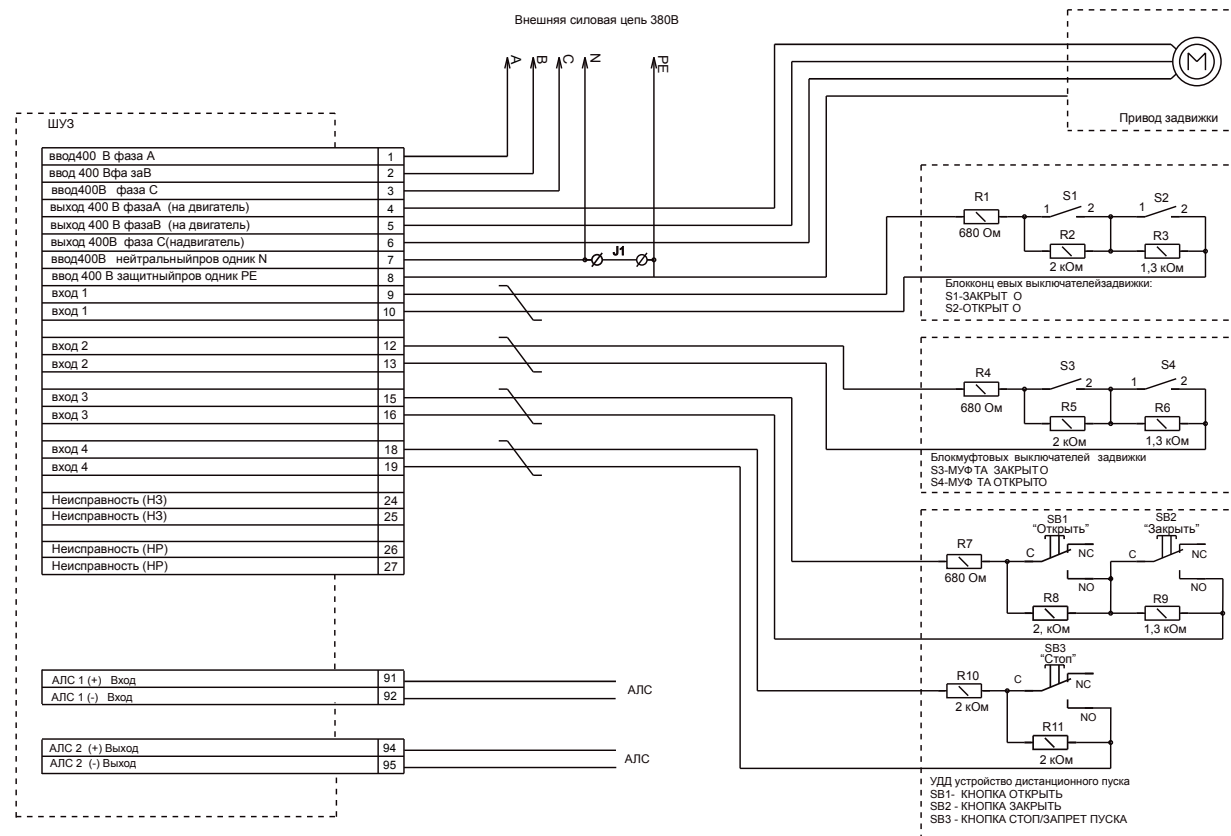 Внешняя силовая цепь 380В
A
B
C
N
PE
M
Привод задвижки
ШУЗ
ввод400 В фаза А 1
ввод 400 Вфа заВ 2
ввод400В фаза С 3
выход 400 В фазаА (на двигатель) 4
выход 400 В фазаВ (на двигатель) 5
выход 400В фаза С(надвигатель) 6
ввод400В нейтральныйпров одник N 7
ввод 400 В защитныйпров одник PE 8
вход 1 9
вход 1 10
вход 2 12
вход 2 13
вход 3 15
вход 3 16
вход 4 18
вход 4 19
Неисправность (НЗ) 24
Неисправность (НЗ) 25
Неисправность (НР) 26
Неисправность (НР) 27
J1
АЛС 1 (+) Вход 91
АЛС 1 (-) Вход 92
АЛС
АЛС 2 (+) Выход 94
АЛС 2 (-) Выход 95
АЛС
R1
680 Ом
S1
1 2
R2
2 кОм
S2
1 2
R3
1,3 кОм
Блокконц евых выключателейзадвижки:
S1-ЗАКРЫТ О
S2-ОТКРЫТ О
R4
680 Ом
S3
2
R5
2 кОм
S4
1 2
R6
1,3 кОм
Блокмуфтовых выключателей задвижки
S3-МУФ ТА ЗАКРЫТО
S4-МУФ ТА ОТКРЫТО
R7
680 Ом
SB1
“Открыть”
C NC
NO
R8
2, кОм
SB2
“Закрыть”
C NC
NO
R9
1,3 кОм
R10
2 кОм
SB3
“Стоп”
C NC
NO
R11
2 кОм
УДД устройство дистанционного пуска
SB1- КНОПКА ОТКРЫТЬ
SB2 - КНОПКА ЗАКРЫТЬ
SB3 - КНОПКА СТОП/ЗАПРЕТ ПУСКА